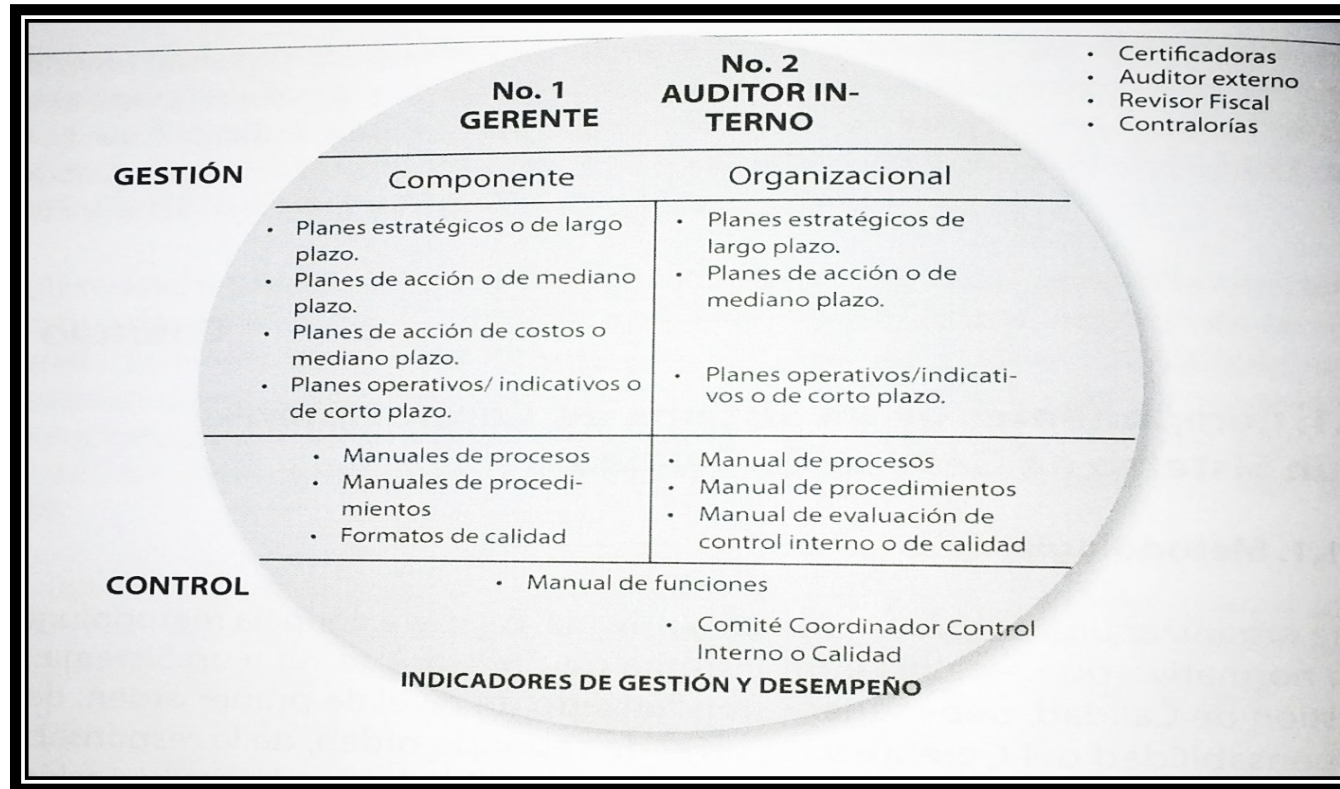 No. 1
GERENTE
No. 2
AUDITOR IN-
TERNO
• Certificadoras
• Auditor externo
• Revisor Fiscal
• Contralorías
GESTIÓN
Componente
Organizacional
• Planes estratégicos o de largo
plazo.
• Planes de acción o de mediano
plazo.
• Planes de acción de costos o
mediano plazo.
• Planes operativos/ indicativos o
de corto plazo.
• Planes estratégicos de
largo plazo.
• Planes de acción o de
mediano plazo.
• Planes operativos/indicati-
vos o de corto plazo.
• Manuales de procesos
• Manuales de procedi-
mientos
• Formatos de calidad
• Manual de procesos
• Manual de procedimientos
• Manual de evaluación de
control interno o de calidad
CONTROL
• Manual de funciones
• Comité Coordinador Control
Interno o Calidad
INDICADORES DE GESTIÓN Y DESEMPEÑO